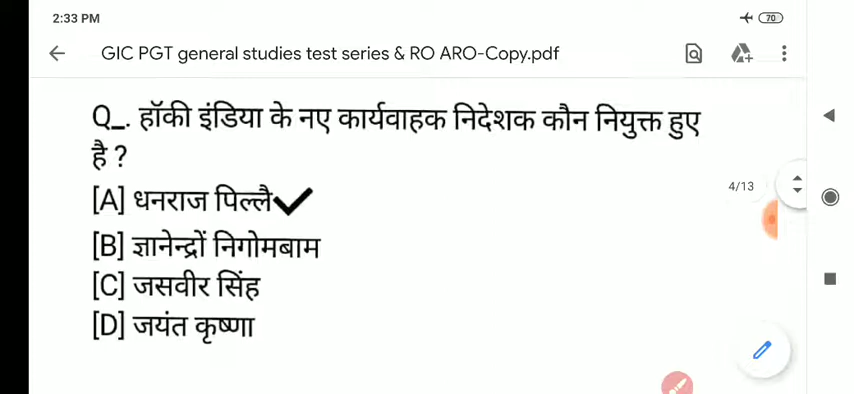 2:33 PM
70
GIC PGT general studies test series & RO ARO-Copy.pdf
Q_. हॉकी इंडिया के नए कार्यवाहक निदेशक कौन नियुक्त हुए
है ?
[A] धनराज पिल्लै
4/13
[B] ज्ञानेन्द्रों निगोमबाम
[C] जसवीर सिंह
[D] जयंत कृष्णा